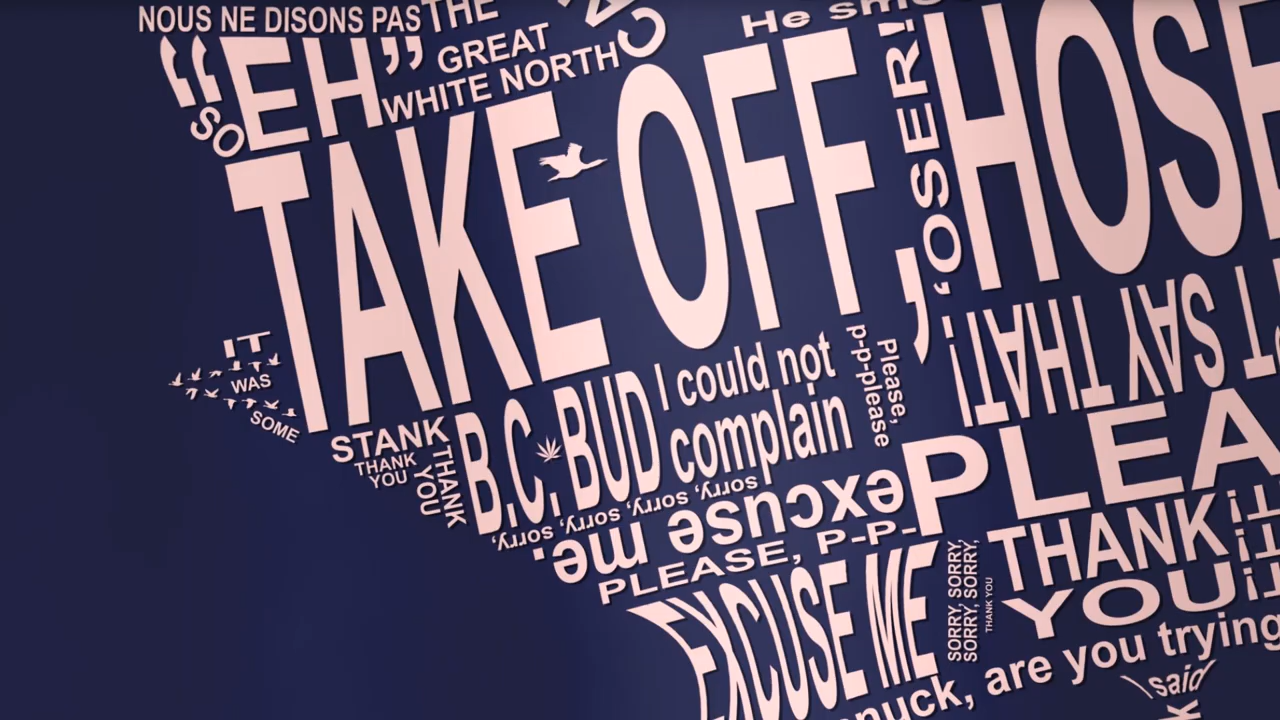 NOUS NE DISONS PAS
THE
GREAT
WHITE NORTH
"EH"
SO
He
TAKE OFF,
'OSER!'
HOSE
IT
WAS
SOME
STANK
THANK
YOU
THANK
YOU
B.C. BUD
I could not
complain
Please,
p-p-please
THAT SAY THAT!
sorry, sorry, sorry, sorry,
excuse me.
PLEASE, P-P-
PLEA
EXCUSE ME
SORRY, SORRY,
SORRY, SORRY,
THANK YOU
THANK
YOU
are you trying
said